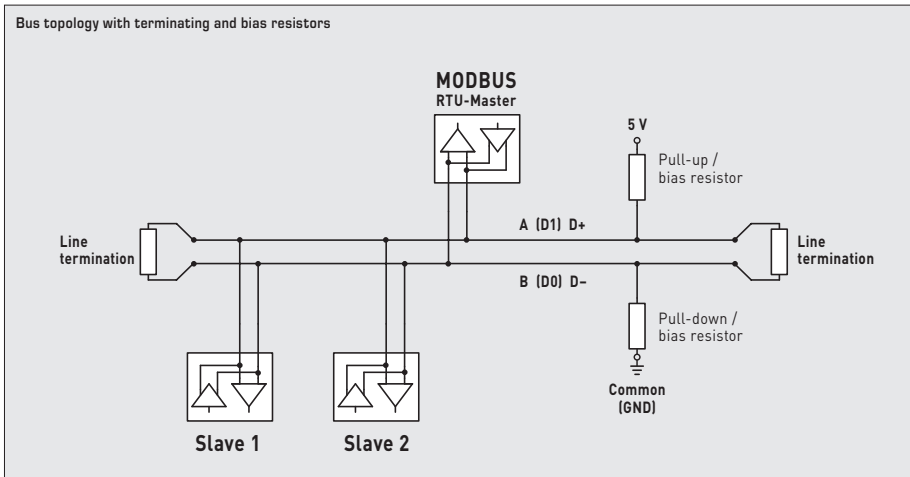 Bus topology with terminating and bias resistors
MODBUS
RTU-Master
5 V
Pull-up /
bias resistor
A (D1) D+
Line
termination
Line
termination
B (D0) D–
Pull-down /
bias resistor
Common
(GND)
Slave 1
Slave 2